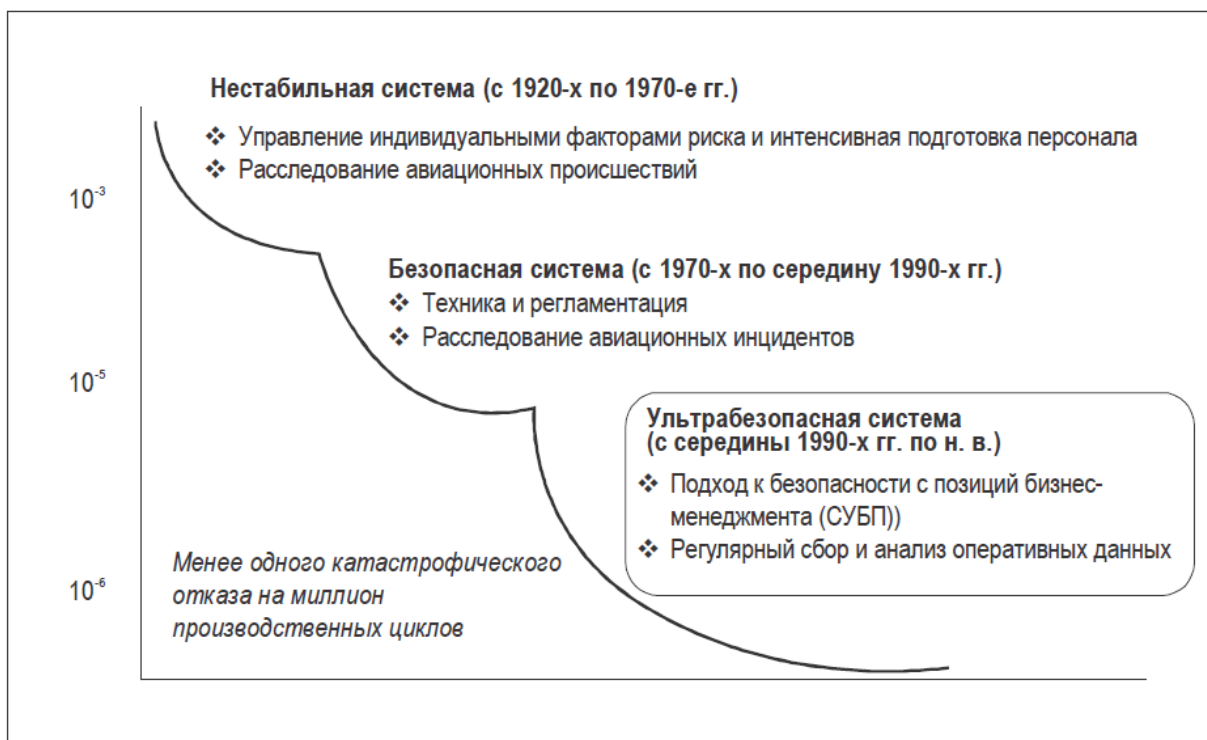 Нестабильная система (с 1920-х по 1970-е гг.)
❖ Управление индивидуальными факторами риска и интенсивная подготовка персонала
❖ Расследование авиационных происшествий
10⁻³
Безопасная система (с 1970-х по середину 1990-х гг.)
❖ Техника и регламентация
❖ Расследование авиационных инцидентов
10⁻⁵
Ультрабезопасная система
(с середины 1990-х гг. по н. в.)
❖ Подход к безопасности с позиций бизнес-
менеджмента (СУБП))
❖ Регулярный сбор и анализ оперативных данных
10⁻⁶
Менее одного катастрофического
отказа на миллион
производственных циклов